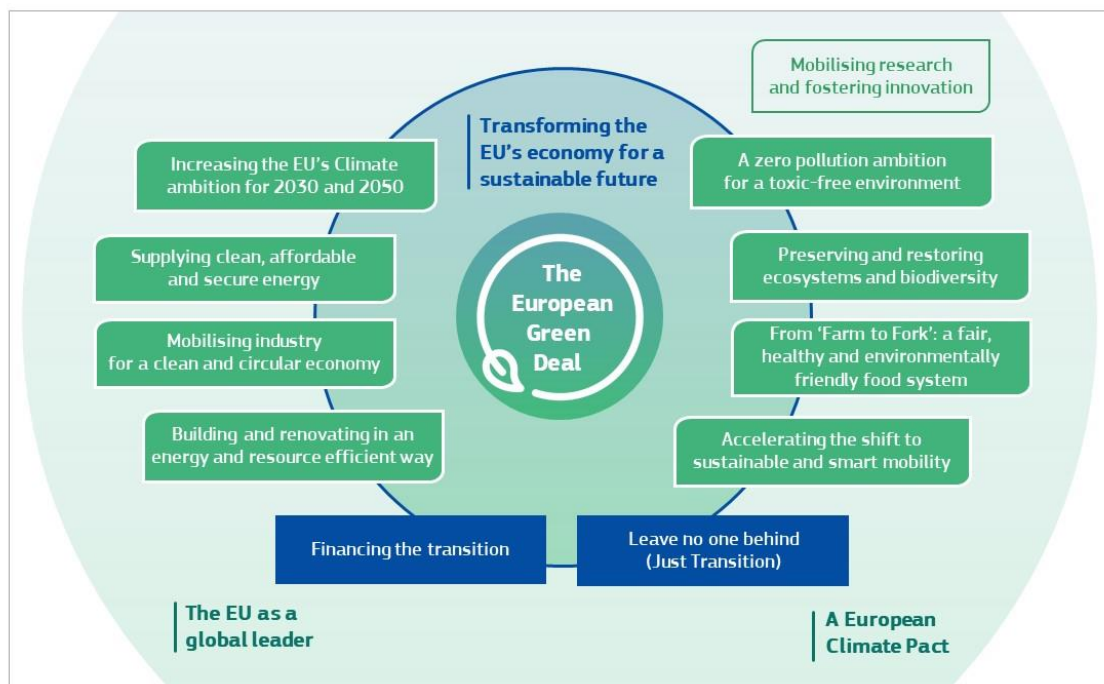 Mobilising research
and fostering innovation
Transforming the
EU’s economy for a
sustainable future
Increasing the EU’s Climate
ambition for 2030 and 2050
A zero pollution ambition
for a toxic-free environment
Supplying clean, affordable
and secure energy
Preserving and restoring
ecosystems and biodiversity
The
European
Green
Deal
Mobilising industry
for a clean and circular economy
From ‘Farm to Fork’: a fair,
healthy and environmentally
friendly food system
Building and renovating in an
energy and resource efficient way
Accelerating the shift to
sustainable and smart mobility
Financing the transition
Leave no one behind
(Just Transition)
The EU as a
global leader
A European
Climate Pact